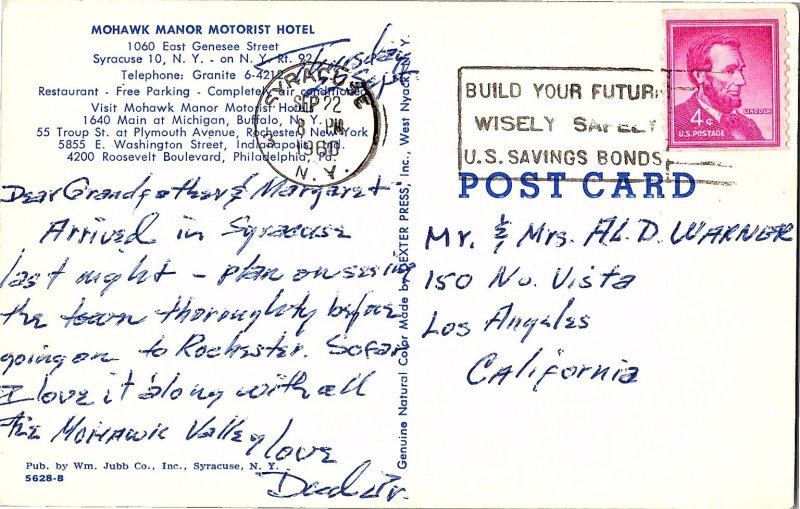 MOHAWK MANOR MOTORIST HOTEL
1060 East Genesee Street
Syracuse 10, N. Y. - on N. Y. Rt. 92
Telephone: Granite 6-4212
Restaurant - Free Parking - Completely air conditioned
Visit Mohawk Manor Motorist Hotels
1640 Main at Michigan, Buffalo, N. Y.
55 Troup St. at Plymouth Avenue, Rochester, New York
5855 E. Washington Street, Indianapolis, Ind.
4200 Roosevelt Boulevard, Philadelphia, Pa.
Thursday
Sept
SYRACUSE
SEP 22
8 PM
1960
N. Y.
BUILD YOUR FUTURE
WISELY SAFELY
U.S. SAVINGS BONDS
LINCOLN
4¢
U.S. POSTAGE
Dear Grandfather & Margaret
Arrived in Syracuse
last night - plan on seeing
the town thoroughly before
going on to Rochester. So far
I love it along with all
the Mohawk Valley
love
Pub. by Wm. Jubb Co., Inc., Syracuse, N. Y.
5628-B
Genuine Natural Color Made by DEXTER PRESS, Inc., West Nyack, N. Y.
POST CARD
Mr. & Mrs. AL. D. WARNER
150 No. Vista
Los Angeles
California